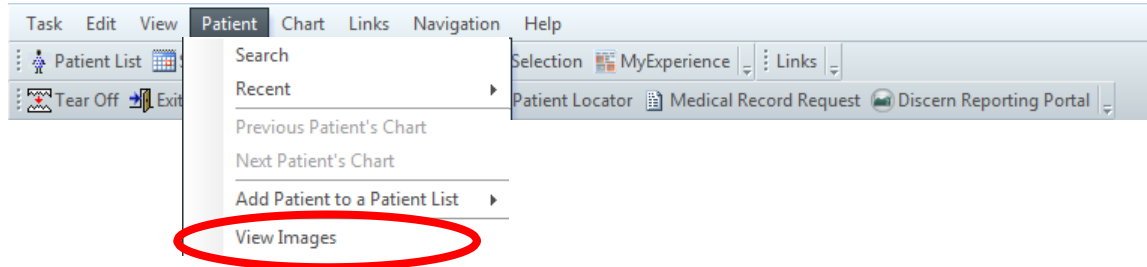 Task Edit View Patient Chart Links Navigation Help
Patient List Selection MyExperience Links
Tear Off Exit Patient Locator Medical Record Request Discern Reporting Portal
Search
Recent
Previous Patient's Chart
Next Patient's Chart
Add Patient to a Patient List
View Images